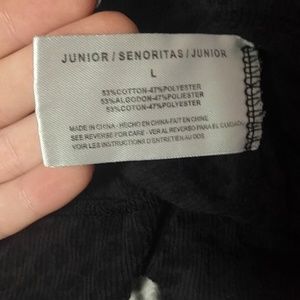 JUNIOR / SEÑORITAS / JUNIOR
L
53%COTTON-47%POLYESTER
53%ALGODON-47%POLIESTER
53%COTON-47%POLYESTER
MADE IN CHINA - HECHO EN CHINA-FAIT EN CHINE
SEE REVERSE FOR CARE - VER AL REVERSO PARA EL CUIDADO
VOIR LES INSTRUCTIONS D'ENTRETIEN AU DOS